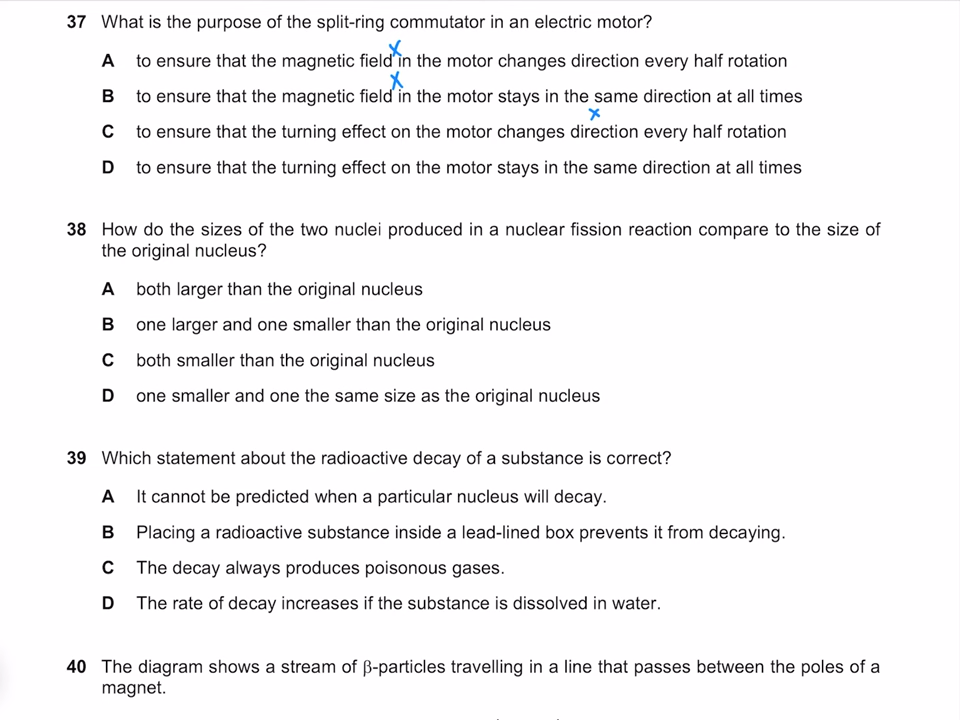 37 What is the purpose of the split-ring commutator in an electric motor?
A to ensure that the magnetic field in the motor changes direction every half rotation
B to ensure that the magnetic field in the motor stays in the same direction at all times
C to ensure that the turning effect on the motor changes direction every half rotation
D to ensure that the turning effect on the motor stays in the same direction at all times
38 How do the sizes of the two nuclei produced in a nuclear fission reaction compare to the size of
the original nucleus?
A both larger than the original nucleus
B one larger and one smaller than the original nucleus
C both smaller than the original nucleus
D one smaller and one the same size as the original nucleus
39 Which statement about the radioactive decay of a substance is correct?
A It cannot be predicted when a particular nucleus will decay.
B Placing a radioactive substance inside a lead-lined box prevents it from decaying.
C The decay always produces poisonous gases.
D The rate of decay increases if the substance is dissolved in water.
40 The diagram shows a stream of β-particles travelling in a line that passes between the poles of a
magnet.